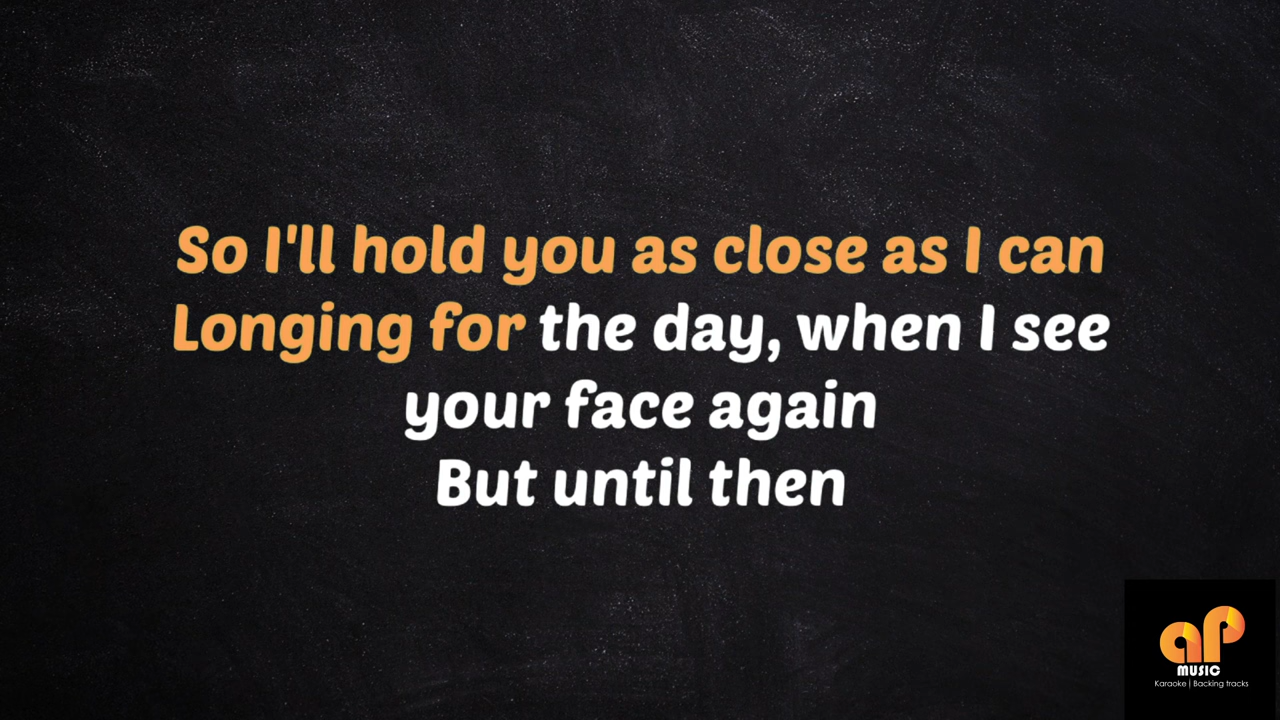 So I'll hold you as close as I can
Longing for the day, when I see
your face again
But until then
aP
MUSIC
Karaoke | Backing tracks